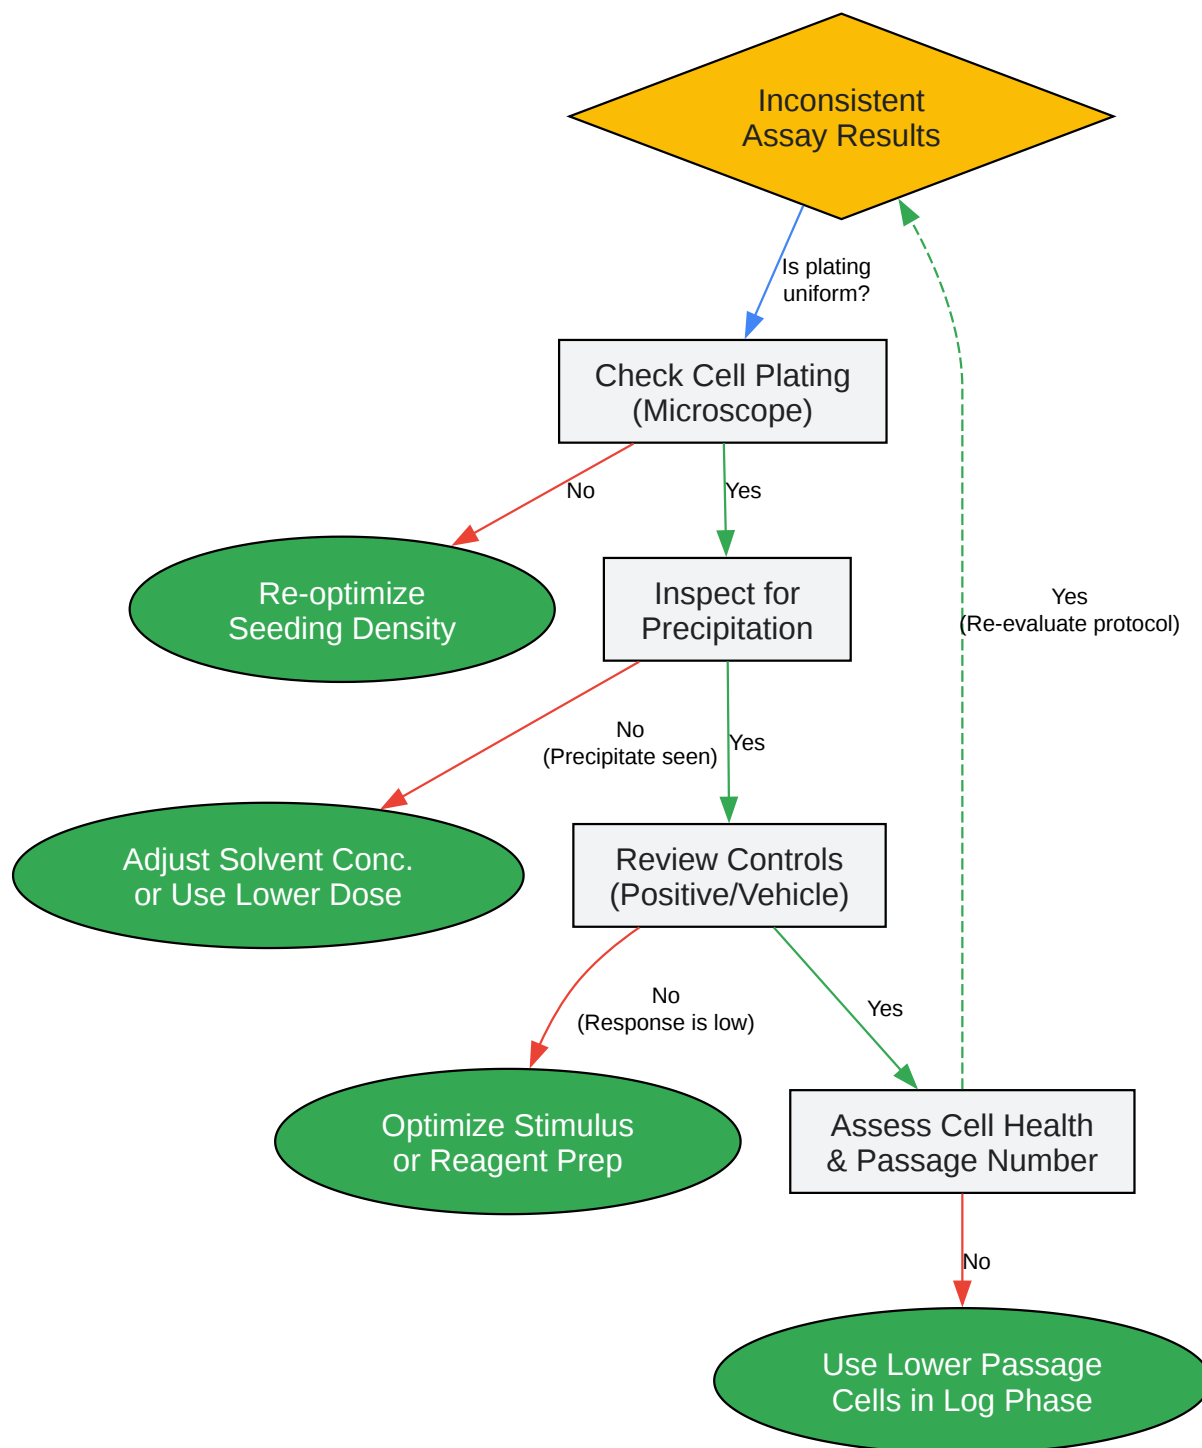 Inconsistent
Assay Results
Is plating
uniform?
Check Cell Plating
(Microscope)
No
Yes
Re-optimize
Seeding Density
Inspect for
Precipitation
Yes
(Re-evaluate protocol)
No
(Precipitate seen)
Yes
Adjust Solvent Conc.
or Use Lower Dose
Review Controls
(Positive/Vehicle)
No
(Response is low)
Yes
Optimize Stimulus
or Reagent Prep
Assess Cell Health
& Passage Number
No
Use Lower Passage
Cells in Log Phase